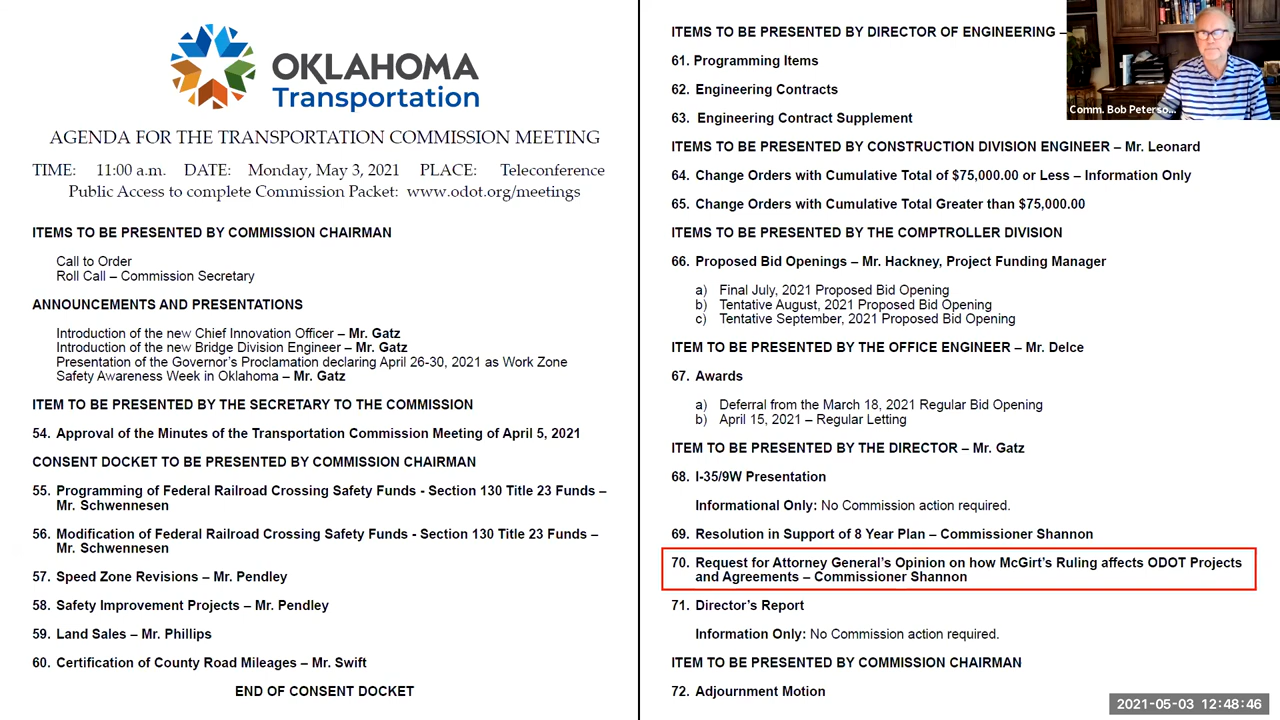 OKLAHOMA
Transportation
AGENDA FOR THE TRANSPORTATION COMMISSION MEETING
TIME: 11:00 a.m. DATE: Monday, May 3, 2021 PLACE: Teleconference
Public Access to complete Commission Packet: www.odot.org/meetings
ITEMS TO BE PRESENTED BY COMMISSION CHAIRMAN
Call to Order
Roll Call – Commission Secretary
ANNOUNCEMENTS AND PRESENTATIONS
Introduction of the new Chief Innovation Officer – Mr. Gatz
Introduction of the new Bridge Division Engineer – Mr. Gatz
Presentation of the Governor's Proclamation declaring April 26-30, 2021 as Work Zone
Safety Awareness Week in Oklahoma – Mr. Gatz
ITEM TO BE PRESENTED BY THE SECRETARY TO THE COMMISSION
54. Approval of the Minutes of the Transportation Commission Meeting of April 5, 2021
CONSENT DOCKET TO BE PRESENTED BY COMMISSION CHAIRMAN
55. Programming of Federal Railroad Crossing Safety Funds - Section 130 Title 23 Funds –
Mr. Schwennesen
56. Modification of Federal Railroad Crossing Safety Funds - Section 130 Title 23 Funds –
Mr. Schwennesen
57. Speed Zone Revisions – Mr. Pendley
58. Safety Improvement Projects – Mr. Pendley
59. Land Sales – Mr. Phillips
60. Certification of County Road Mileages – Mr. Swift
END OF CONSENT DOCKET
ITEMS TO BE PRESENTED BY DIRECTOR OF ENGINEERING –
61. Programming Items
62. Engineering Contracts
63. Engineering Contract Supplement
ITEMS TO BE PRESENTED BY CONSTRUCTION DIVISION ENGINEER – Mr. Leonard
64. Change Orders with Cumulative Total of $75,000.00 or Less – Information Only
65. Change Orders with Cumulative Total Greater than $75,000.00
ITEMS TO BE PRESENTED BY THE COMPTROLLER DIVISION
66. Proposed Bid Openings – Mr. Hackney, Project Funding Manager
a) Final July, 2021 Proposed Bid Opening
b) Tentative August, 2021 Proposed Bid Opening
c) Tentative September, 2021 Proposed Bid Opening
ITEM TO BE PRESENTED BY THE OFFICE ENGINEER – Mr. Delce
67. Awards
a) Deferral from the March 18, 2021 Regular Bid Opening
b) April 15, 2021 – Regular Letting
ITEM TO BE PRESENTED BY THE DIRECTOR – Mr. Gatz
68. I-35/9W Presentation
Informational Only: No Commission action required.
69. Resolution in Support of 8 Year Plan – Commissioner Shannon
70. Request for Attorney General's Opinion on how McGirt's Ruling affects ODOT Projects
and Agreements – Commissioner Shannon
71. Director's Report
Information Only: No Commission action required.
ITEM TO BE PRESENTED BY COMMISSION CHAIRMAN
72. Adjournment Motion
Comm. Bob Peterso...
2021-05-03 12:48:46